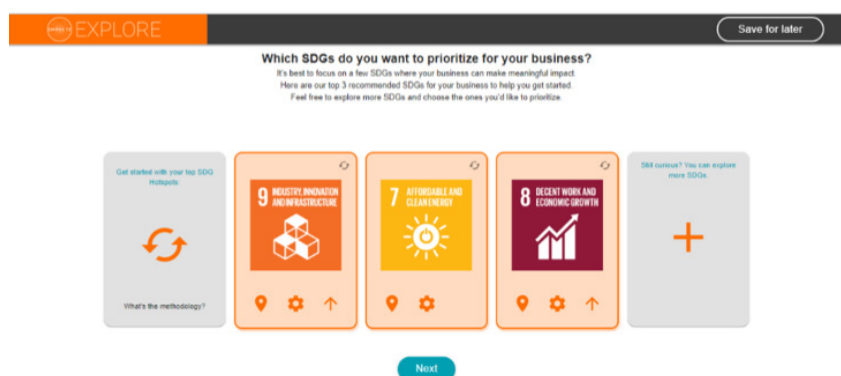 EXPLORE
Save for later
Which SDGs do you want to prioritize for your business?
It's best to focus on a few SDGs where your business can make meaningful impact.
Here are our top 3 recommended SDGs for your business to help you get started.
Feel free to explore more SDGs and choose the ones you'd like to prioritize.
Get started with your top SDG
Hotspots
What's the methodology?
9 INDUSTRY, INNOVATION
AND INFRASTRUCTURE
7 AFFORDABLE AND
CLEAN ENERGY
8 DECENT WORK AND
ECONOMIC GROWTH
Still curious? You can explore
more SDGs.
Next